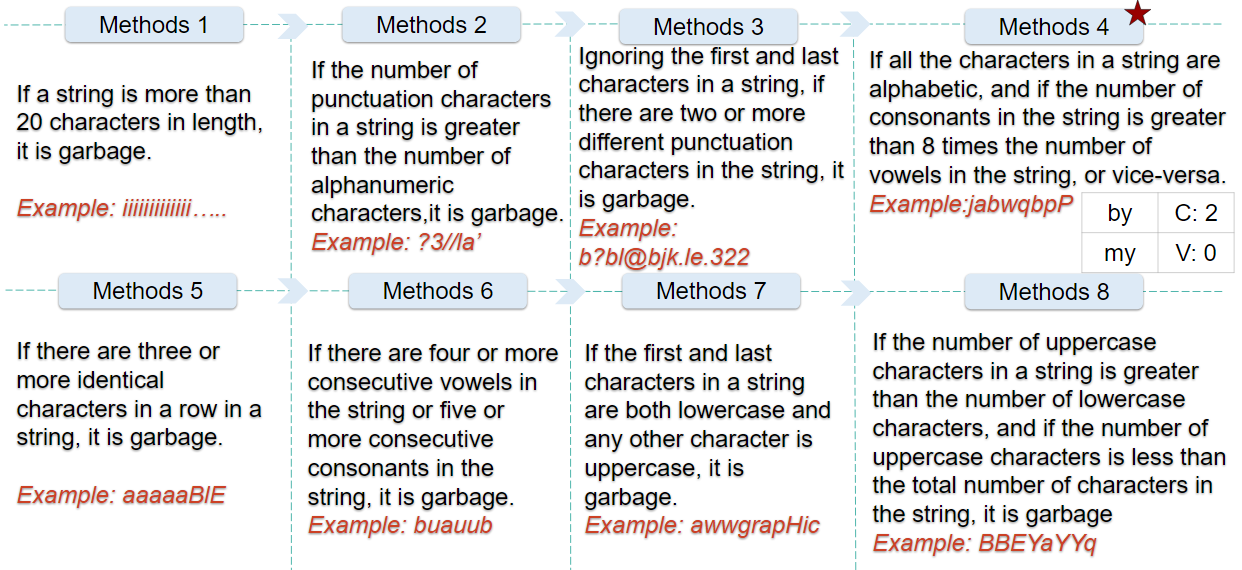 Methods 1
If a string is more than
20 characters in length,
it is garbage.
Example: iiiiiiiiiiiii…..
Methods 2
If the number of
punctuation characters
in a string is greater
than the number of
alphanumeric
characters,it is garbage.
Example: ?3//la’
Methods 3
Ignoring the first and last
characters in a string, if
there are two or more
different punctuation
characters in the string, it
is garbage.
Example:
b?bl@bjk.le.322
Methods 4
If all the characters in a string are
alphabetic, and if the number of
consonants in the string is greater
than 8 times the number of
vowels in the string, or vice-versa.
Example:jabwqbpP
by C: 2
my V: 0
Methods 5
If there are three or
more identical
characters in a row in a
string, it is garbage.
Example: aaaaaBlE
Methods 6
If there are four or more
consecutive vowels in
the string or five or
more consecutive
consonants in the
string, it is garbage.
Example: buauub
Methods 7
If the first and last
characters in a string
are both lowercase and
any other character is
uppercase, it is
garbage.
Example: awwgrapHic
Methods 8
If the number of uppercase
characters in a string is greater
than the number of lowercase
characters, and if the number of
uppercase characters is less than
the total number of characters in
the string, it is garbage
Example: BBEYaYYq